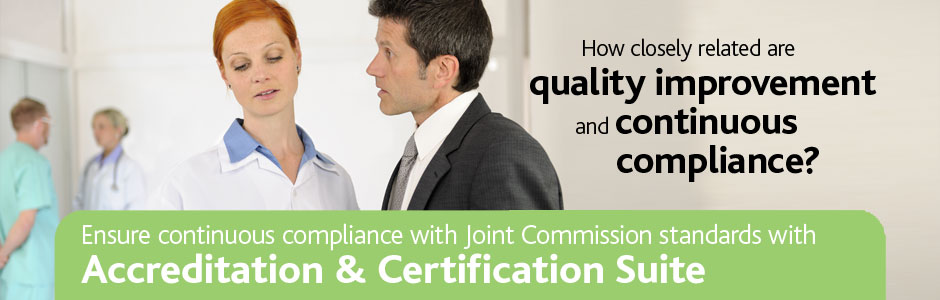 How closely related are
quality improvement
and continuous
compliance?
Ensure continuous compliance with Joint Commission standards with
Accreditation & Certification Suite